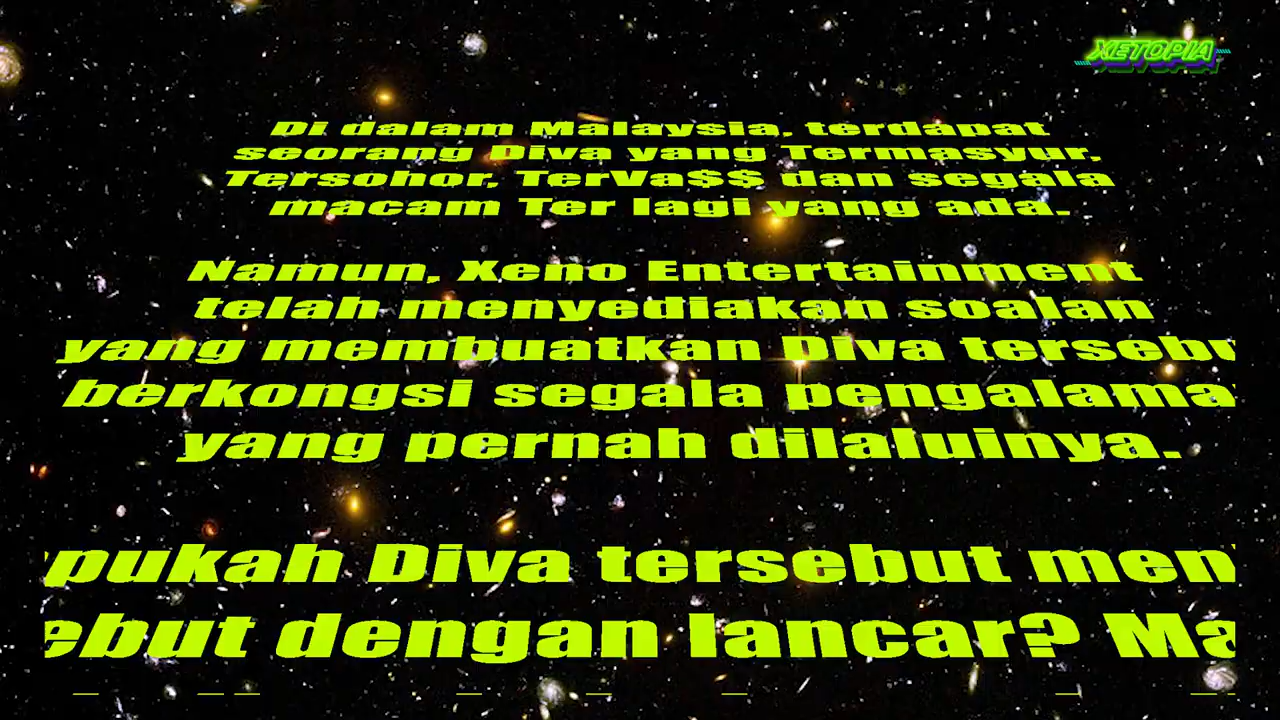 XETOPIA
Di dalam Malaysia, terdapat
seorang Diva yang Termasyur,
Tersohor, TerVa$$ dan segala
macam Ter lagi yang ada.
Namun, Xeno Entertainment
telah menyediakan soalan
yang membuatkan Diva tersebu
berkongsi segala pengalama
yang pernah dilaluinya.
pukah Diva tersebut men
ebut dengan lancar? Ma